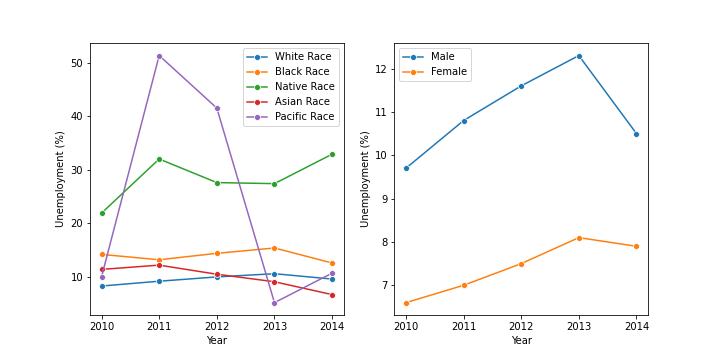 Unemployment (%)
50
40
30
20
10
White Race
Black Race
Native Race
Asian Race
Pacific Race
2010 2011 2012 2013 2014
Year
Unemployment (%)
12
11
10
9
8
7
Male
Female
2010 2011 2012 2013 2014
Year